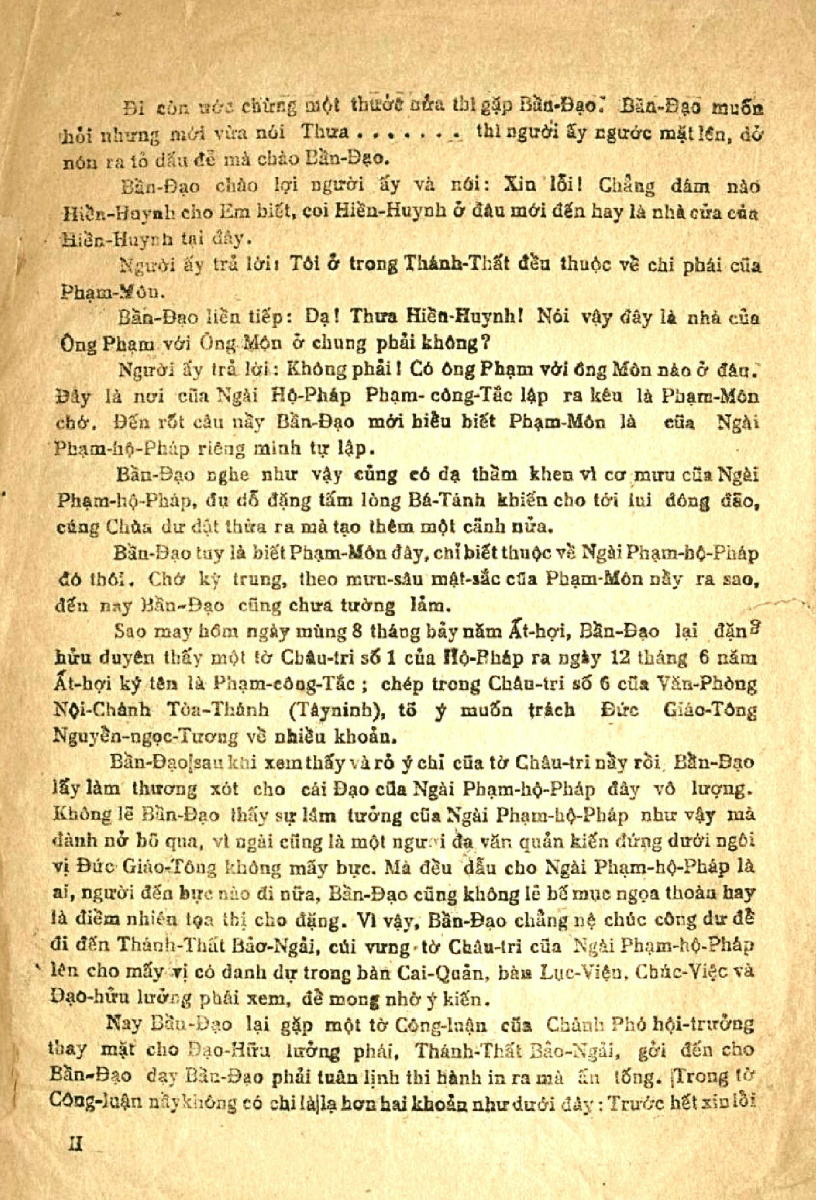 Đi còn ước chừng một thước nửa thì gặp Bần-Đạo. Bần-Đạo muốn
hỏi nhưng mới vừa nói Thưa . . . . . . . thì người ấy ngước mặt lên, dở
nón ra tỏ dấu để mà chào Bần-Đạo.
Bần-Đạo chào lợi người ấy và nói: Xin lỗi! Chẳng dám nào
Hiền-Huynh cho Em biết, coi Hiền-Huynh ở đâu mới đến hay là nhà cửa của
Hiền-Huynh tại đây.
Người ấy trả lời: Tôi ở trong Thánh-Thất đều thuộc về chi phái của
Phạm-Môn.
Bần-Đạo liền tiếp: Dạ! Thưa Hiền-Huynh! Nói vậy đây là nhà của
Ông Phạm với Ông Môn ở chung phải không?
Người ấy trả lời: Không phải! Có ông Phạm với ông Môn nào ở đâu.
Đây là nơi của Ngài Hộ-Pháp Phạm-công-Tắc lập ra kêu là Phạm-Môn
chớ. Đến rốt câu nầy Bần-Đạo mới hiểu biết Phạm-Môn là của Ngài
Phạm-hộ-Pháp riêng mình tự lập.
Bần-Đạo nghe như vậy củng có dạ thầm khen vì cơ mưu của Ngài
Phạm-hộ-Pháp, du dỗ đặng tấm lòng Bá-Tánh khiến cho tới lui đông đão,
cúng Chùa dư dật thừa ra mà tạo thêm một cảnh nửa.
Bần-Đạo tuy là biết Phạm-Môn đây, chỉ biết thuộc về Ngài Phạm-hộ-Pháp
đó thôi. Chớ kỳ trung, theo mưu-sâu mật-sắc của Phạm-Môn nầy ra sao,
đến nay Bần-Đạo cũng chưa tường lắm.
Sao may hôm ngày mùng 8 tháng bảy năm Ất-hợi, Bần-Đạo lại đặng
hửu duyên thấy một tờ Châu-tri số 1 của Hộ-Pháp ra ngày 12 tháng 6 năm
Ất-hợi ký tên là Phạm-công-Tắc ; chép trong Châu-tri số 6 của Văn-Phòng
Nội-Chánh Tòa-Thánh (Tâyninh), tỏ ý muốn trách Đức Giáo-Tông
Nguyễn-ngọc-Tương về nhiều khoản.
Bần-Đạo sau khi xem thấy và rỏ ý chỉ của tờ Châu-tri nầy rồi, Bần-Đạo
lấy làm thương xót cho cái Đạo của Ngài Phạm-hộ-Pháp đây vô lượng.
Không lẽ Bần-Đạo thấy sự lầm tưởng của Ngài Phạm-hộ-Pháp như vậy mà
đành nở bỏ qua, vì ngài cũng là một người đa văn quản kiến đứng dưới ngôi
vị Đức Giáo-Tông không mấy bực. Mà đều dầu cho Ngài Phạm-hộ-Pháp là
ai, người đến bực nào đi nữa, Bần-Đạo cũng không lẽ bế mục ngọa thoàn hay
là điềm nhiên tọa thị cho đặng. Vì vậy, Bần-Đạo chẳng nệ chúc công dư để
đi đến Thánh-Thất Bảo-Ngải, cúi vưng tờ Châu-tri của Ngài Phạm-hộ-Pháp
lên cho mấy vị có danh dự trong bàn Cai-Quản, bàn Lục-Viện, Chức-Việc và
Đạo-hửu lưởng phái xem, để mong nhờ ý kiến.
Nay Bần-Đạo lại gặp một tờ Công-luận của Chánh Phó hội-trưởng
thay mặt cho Đạo-Hữu lưởng phái, Thánh-Thất Bảo-Ngải, gởi đến cho
Bần-Đạo dạy Bần-Đạo phải tuân lịnh thi hành in ra mà ấn tống. Trong tờ
Công-luận nầy không có chi là lạ hơn hai khoản như dưới đây : Trước hết xin lỗi
II